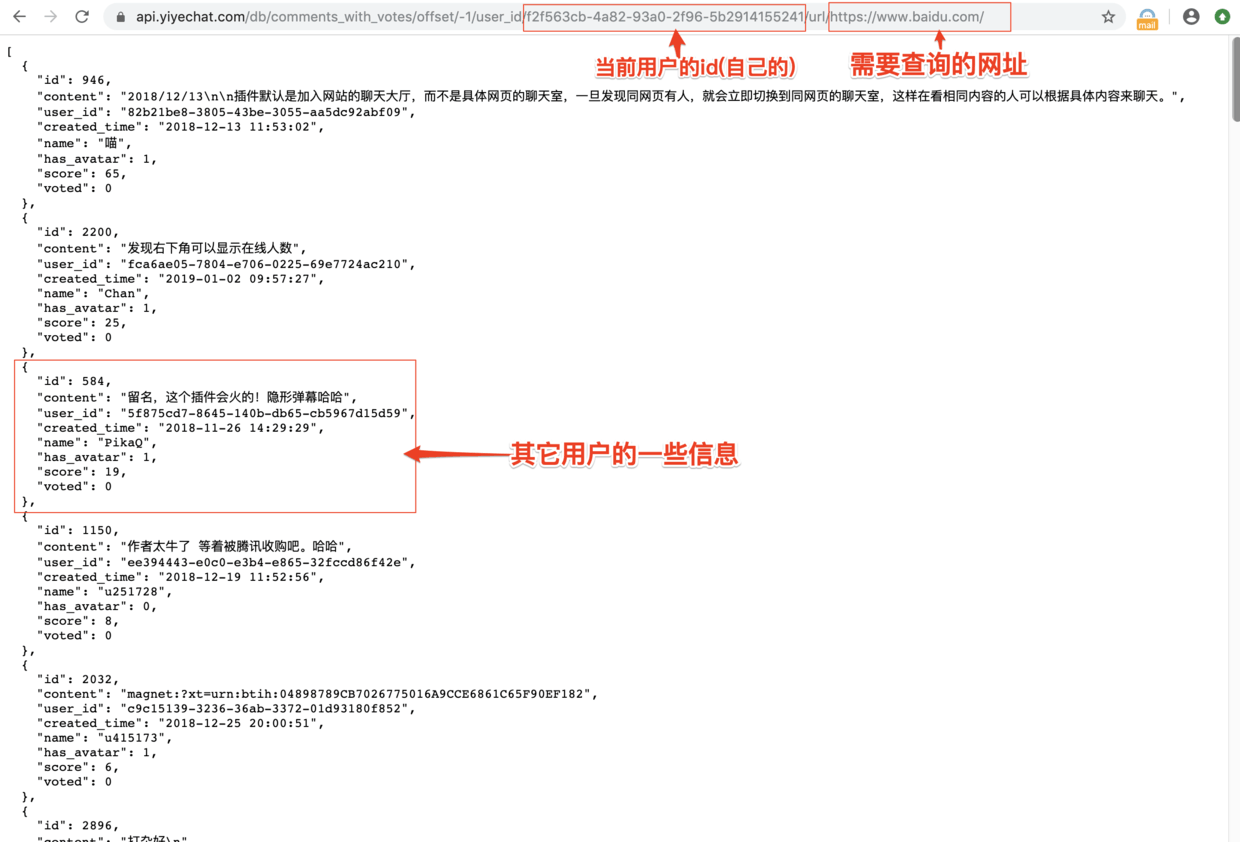 api.yiyechat.com/db/comments_with_votes/offset/-1/user_id/f2f563cb-4a82-93a0-2f96-5b2914155241/url/https://www.baidu.com/
mail
当前用户的id(自己的)
需要查询的网址
[
{
"id": 946,
"content": "2018/12/13\n\n插件默认是加入网站的聊天大厅，而不是具体网页的聊天室，一旦发现同网页有人，就会立即切换到同网页的聊天室，这样在看相同内容的人可以根据具体内容来聊天。",
"user_id": "82b21be8-3805-43be-3055-aa5dc92abf09",
"created_time": "2018-12-13 11:53:02",
"name": "喵",
"has_avatar": 1,
"score": 65,
"voted": 0
},
{
"id": 2200,
"content": "发现右下角可以显示在线人数",
"user_id": "fca6ae05-7804-e706-0225-69e7724ac210",
"created_time": "2019-01-02 09:57:27",
"name": "Chan",
"has_avatar": 1,
"score": 25,
"voted": 0
},
{
"id": 584,
"content": "留名，这个插件会火的！隐形弹幕哈哈",
"user_id": "5f875cd7-8645-140b-db65-cb5967d15d59",
"created_time": "2018-11-26 14:29:29",
"name": "PikaQ",
"has_avatar": 1,
"score": 19,
"voted": 0
},
其它用户的一些信息
{
"id": 1150,
"content": "作者太牛了 等着被腾讯收购吧。哈哈",
"user_id": "ee394443-e0c0-e3b4-e865-32fccd86f42e",
"created_time": "2018-12-19 11:52:56",
"name": "u251728",
"has_avatar": 0,
"score": 8,
"voted": 0
},
{
"id": 2032,
"content": "magnet:?xt=urn:btih:04898789CB7026775016A9CCE6861C65F90EF182",
"user_id": "c9c15139-3236-36ab-3372-01d93180f852",
"created_time": "2018-12-25 20:00:51",
"name": "u415173",
"has_avatar": 1,
"score": 6,
"voted": 0
},
{
"id": 2896,
"content":